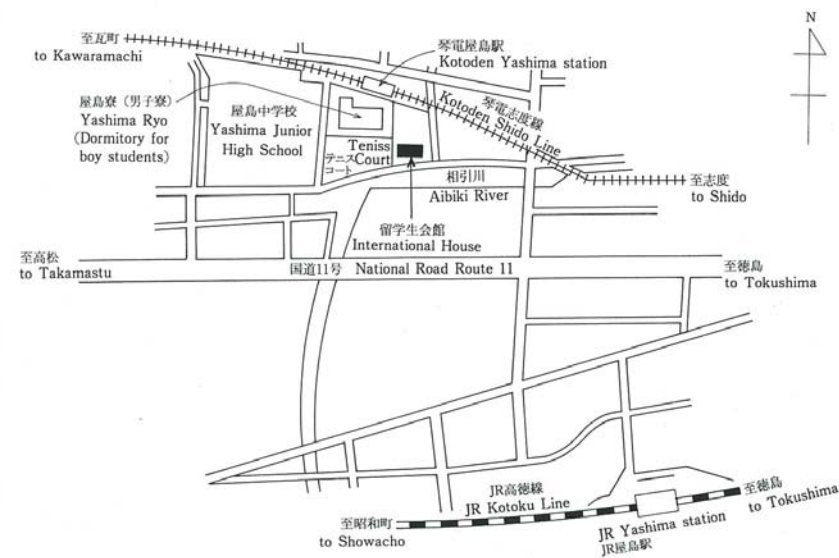 N
至瓦町
to Kawaramachi
琴電屋島駅
Kotoden Yashima station
屋島寮（男子寮）
Yashima Ryo
(Dormitory for
boy students)
屋島中学校
Yashima Junior
High School
Teniss
Court
テニス
コート
琴電志度線
Kotoden Shido Line
相引川
Aibiki River
至志度
to Shido
留学生会館
International House
至高松
to Takamastu
国道11号 National Road Route 11
至徳島
to Tokushima
JR高徳線
JR Kotoku Line
至昭和町
to Showacho
至徳島
to Tokushima
JR Yashima station
JR屋島駅